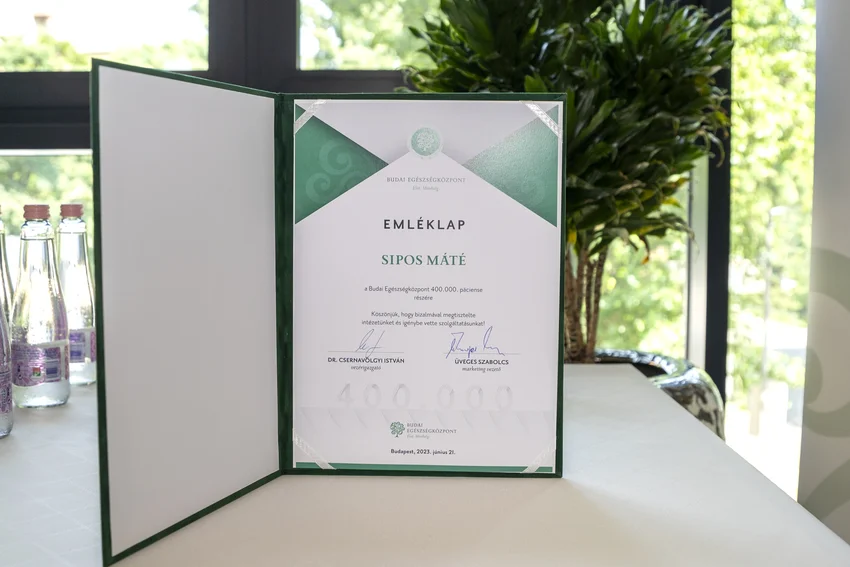 BUDAI EGÉSZSÉGKÖZPONT
EMLÉKLAP
SIPOS MÁTÉ
a Budai Egészségközpont 400.000. páciense
részére
Köszönjük, hogy bizalmával megtisztelte
intézetünket és igénybe vette szolgáltatásunkat!
DR. CSERNAVÖLGYI ISTVÁN
vezérigazgató
ÜVEGES SZABOLCS
marketing vezető
400 000
BUDAI
EGÉSZSÉGKÖZPONT
Budapest, 2023. június 21.